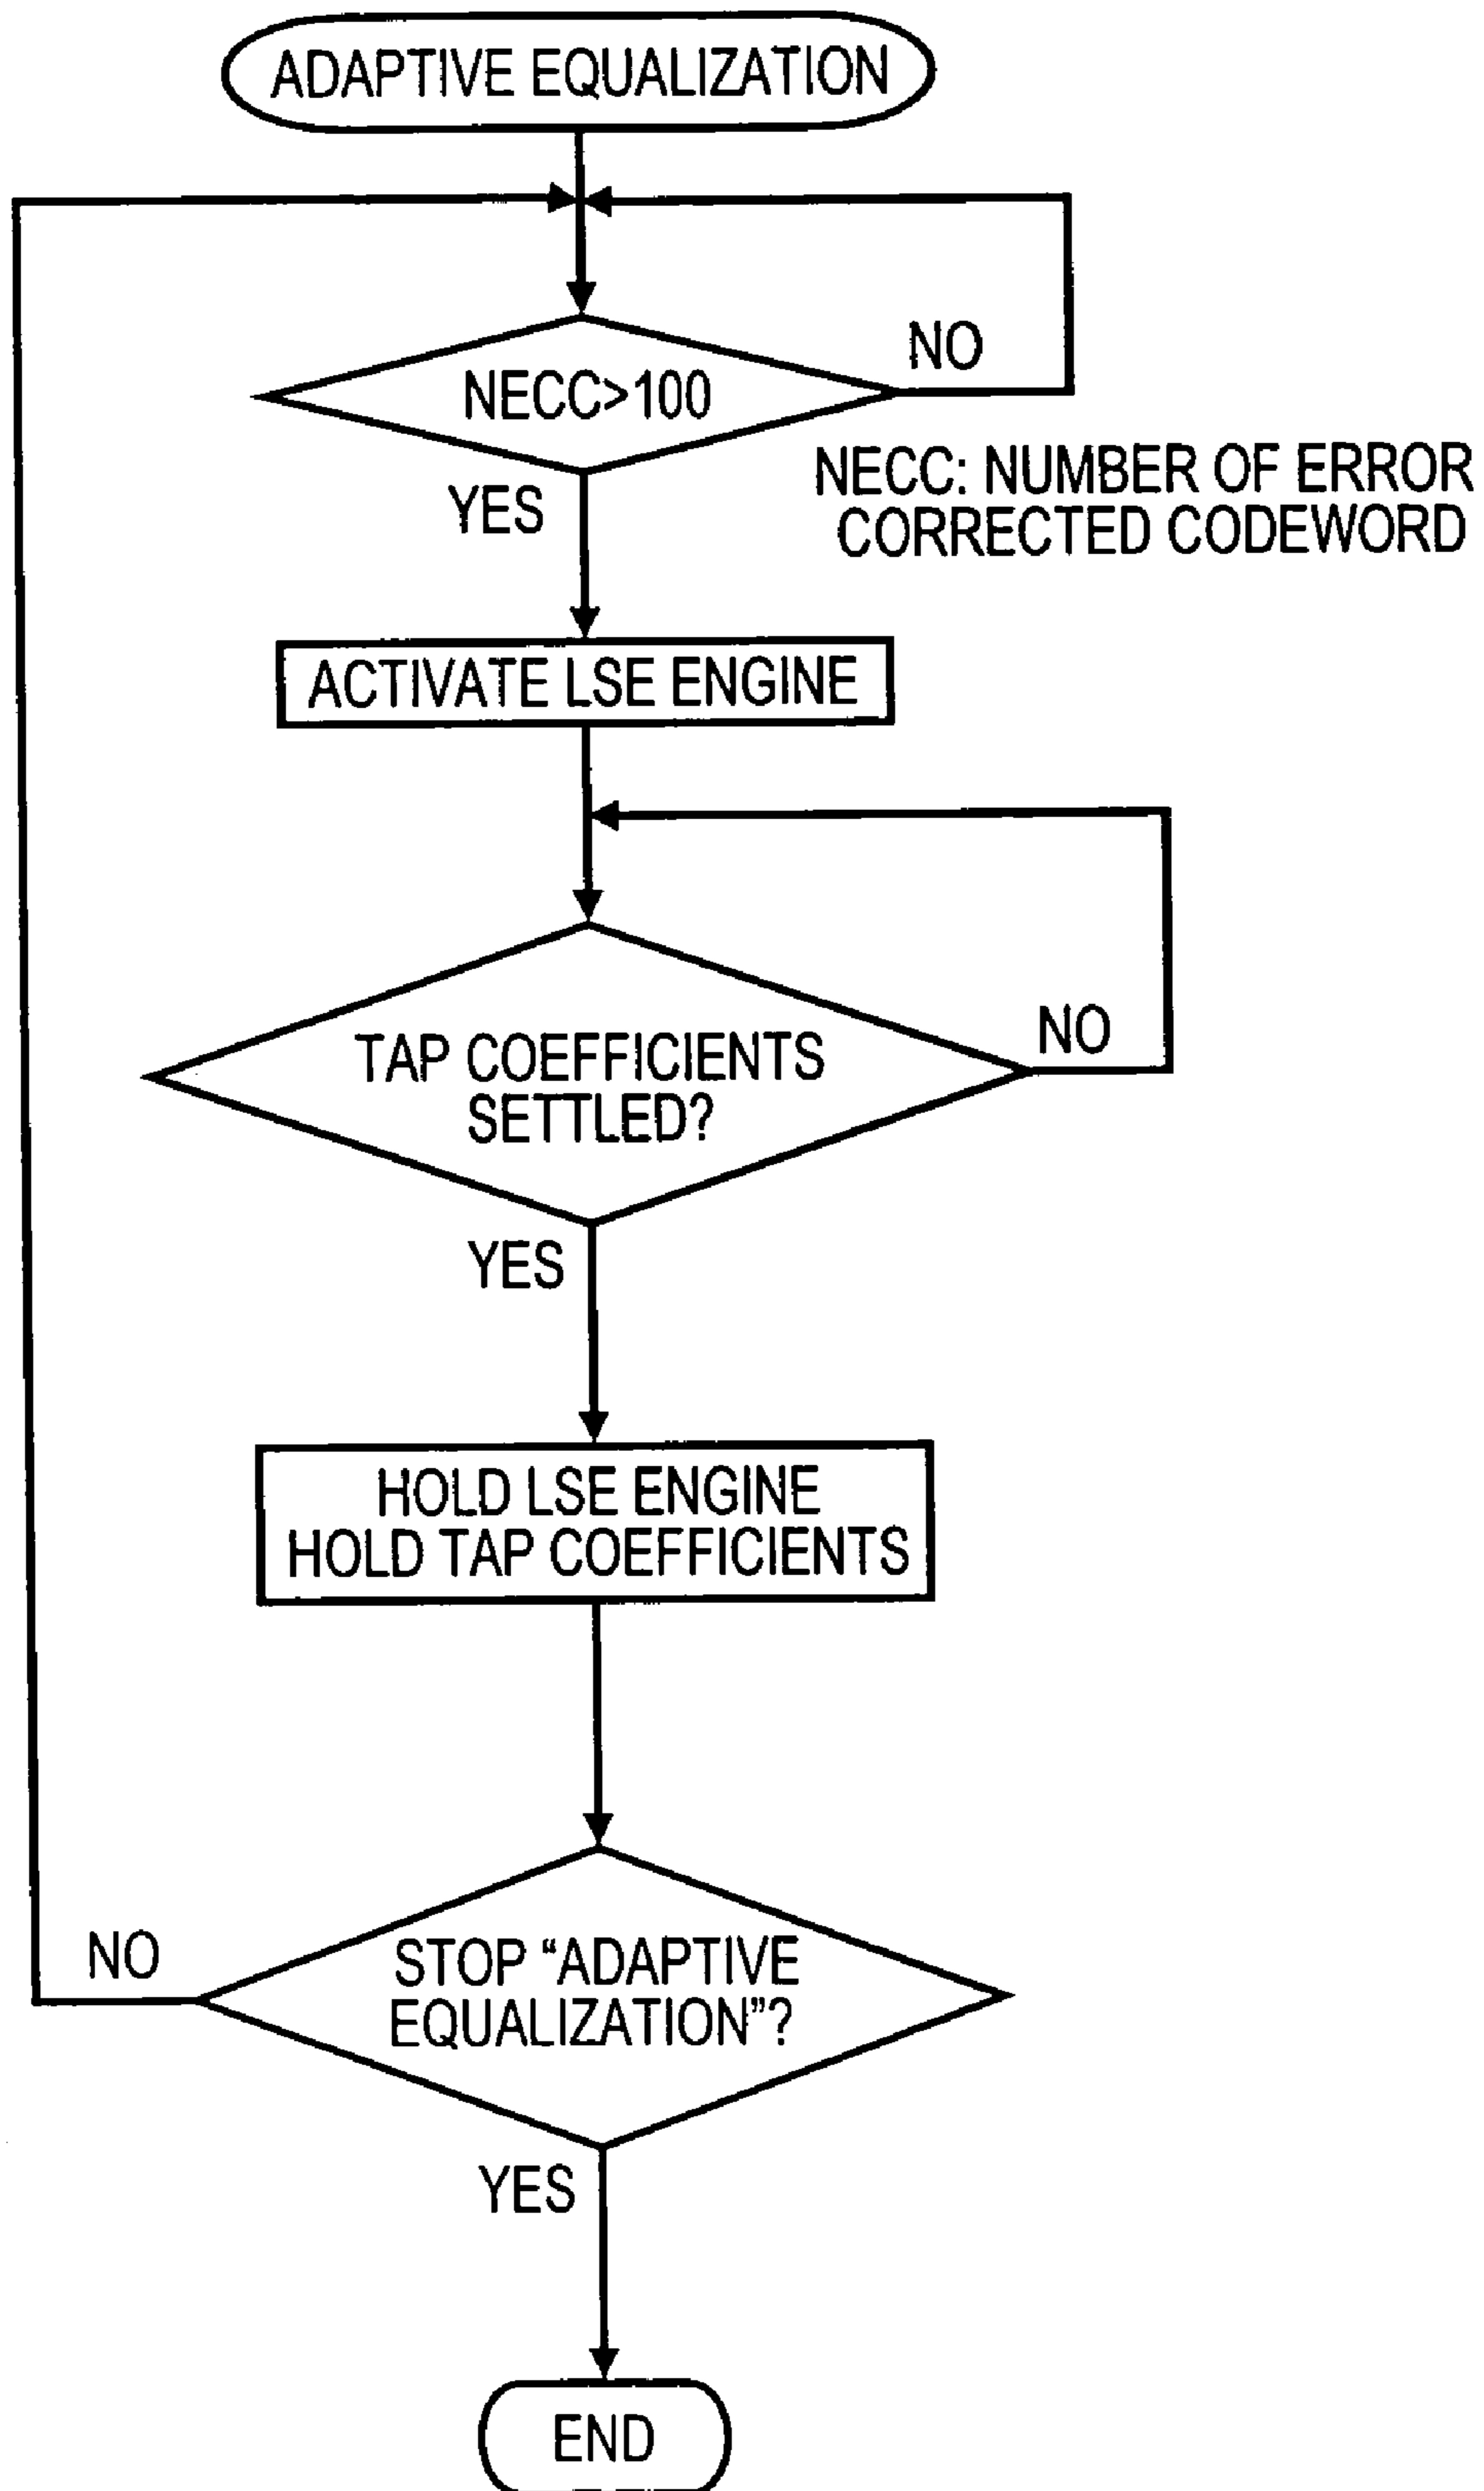 ADAPTIVE EQUALIZATION
NECC>100
NO
NECC: NUMBER OF ERROR
CORRECTED CODEWORD
YES
ACTIVATE LSE ENGINE
TAP COEFFICIENTS
SETTLED?
NO
YES
HOLD LSE ENGINE
HOLD TAP COEFFICIENTS
NO
STOP “ADAPTIVE
EQUALIZATION”?
YES
END